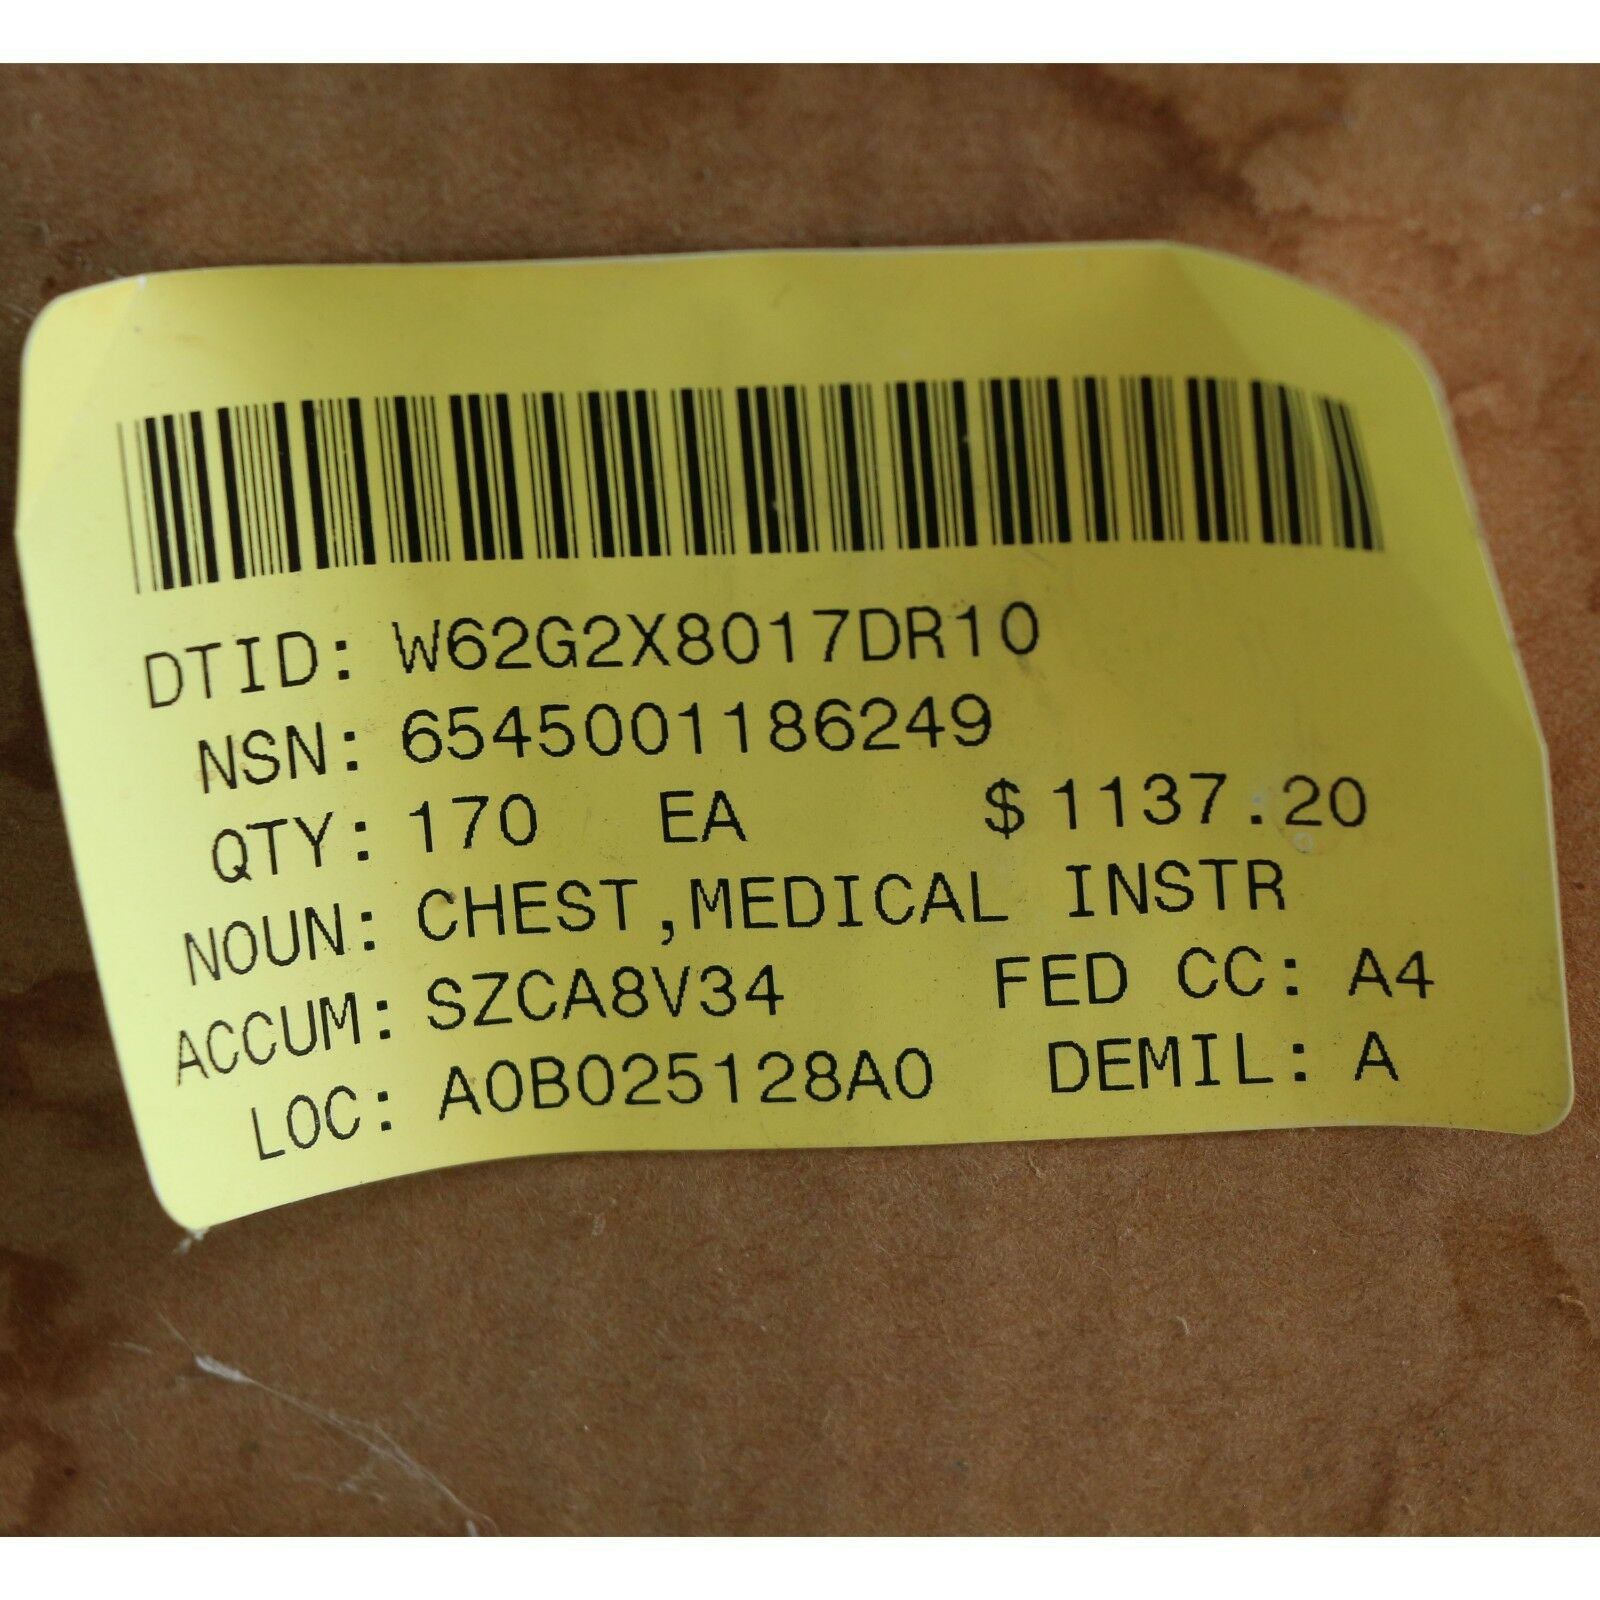 DTID: W62G2X8017DR10
NSN: 6545001186249
QTY: 170 EA $ 1137.20
NOUN: CHEST,MEDICAL INSTR
ACCUM: SZCA8V34 FED CC: A4
LOC: A0B025128A0 DEMIL: A